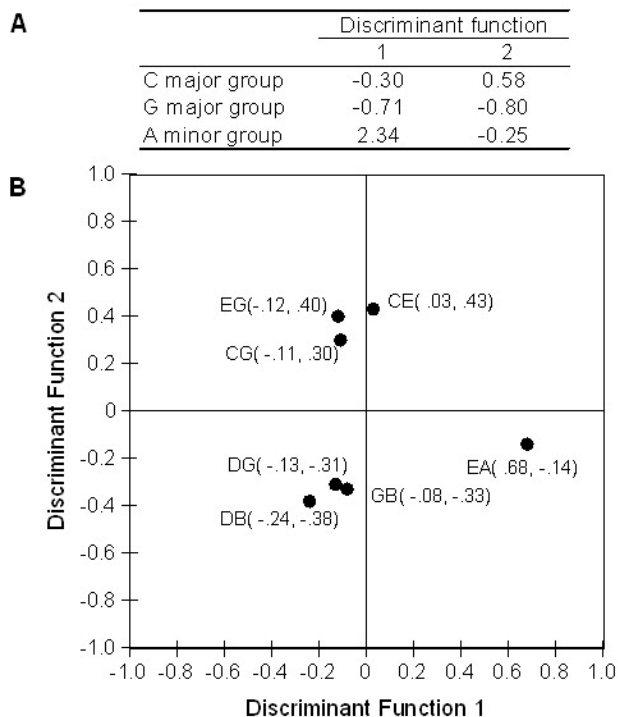 A
Discriminant function
1 2
C major group -0.30 0.58
G major group -0.71 -0.80
A minor group 2.34 -0.25
B
1.0
0.8
0.6
EG(-.12, .40) CE( .03, .43)
0.4
CG( -.11, .30)
0.2
0
DG( -.13, -.31)
-0.2
EA( .68, -.14)
GB( -.08, -.33)
-0.4
DB( -.24, -.38)
-0.6
-0.8
-1.0
-1.0 -0.8 -0.6 -0.4 -0.2 0 0.2 0.4 0.6 0.8 1.0
Discriminant Function 2
Discriminant Function 1